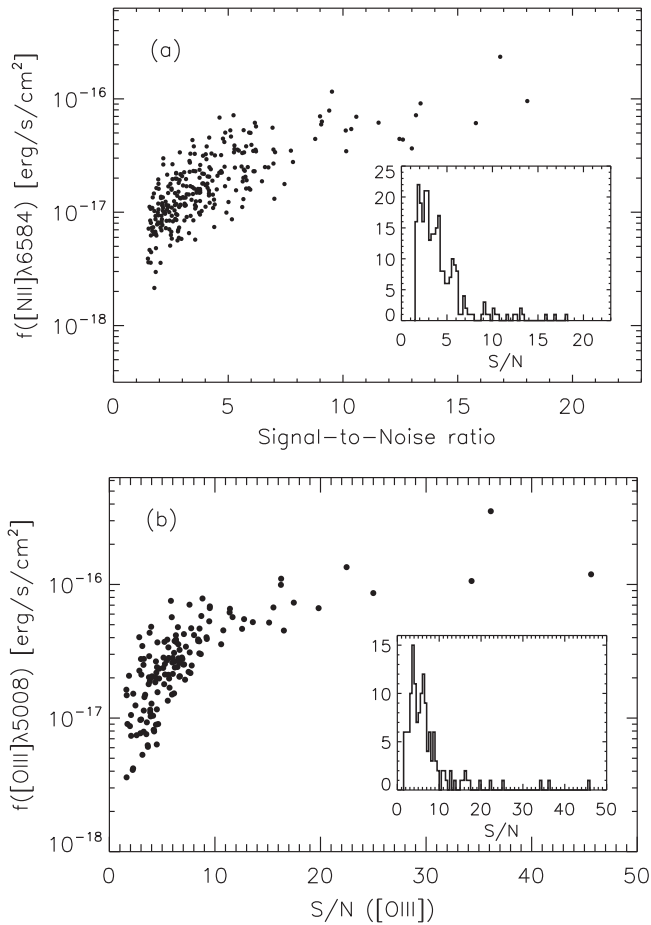 (a)
f([NII]λ6584) [erg/s/cm²]
10⁻¹⁶
10⁻¹⁷
10⁻¹⁸
25
20
15
10
5
0
0 5 10 15 20
S/N
0 5 10 15 20
Signal-to-Noise ratio
(b)
f([OIII]λ5008) [erg/s/cm²]
10⁻¹⁶
10⁻¹⁷
10⁻¹⁸
15
10
5
0
0 10 20 30 40 50
S/N
0 10 20 30 40 50
S/N ([OIII])